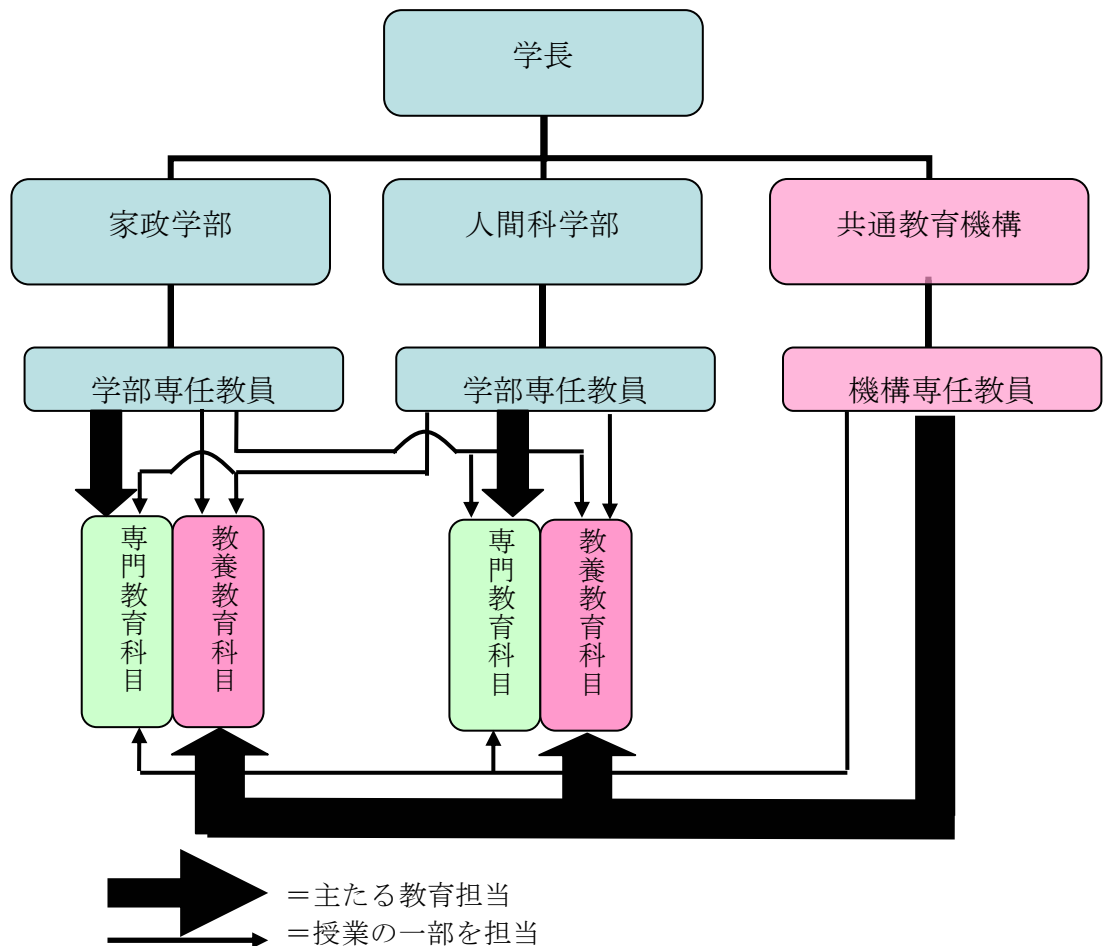 学長
家政学部
人間科学部
共通教育機構
学部専任教員
学部専任教員
機構専任教員
専門教育科目
教養教育科目
専門教育科目
教養教育科目
＝主たる教育担当
＝授業の一部を担当